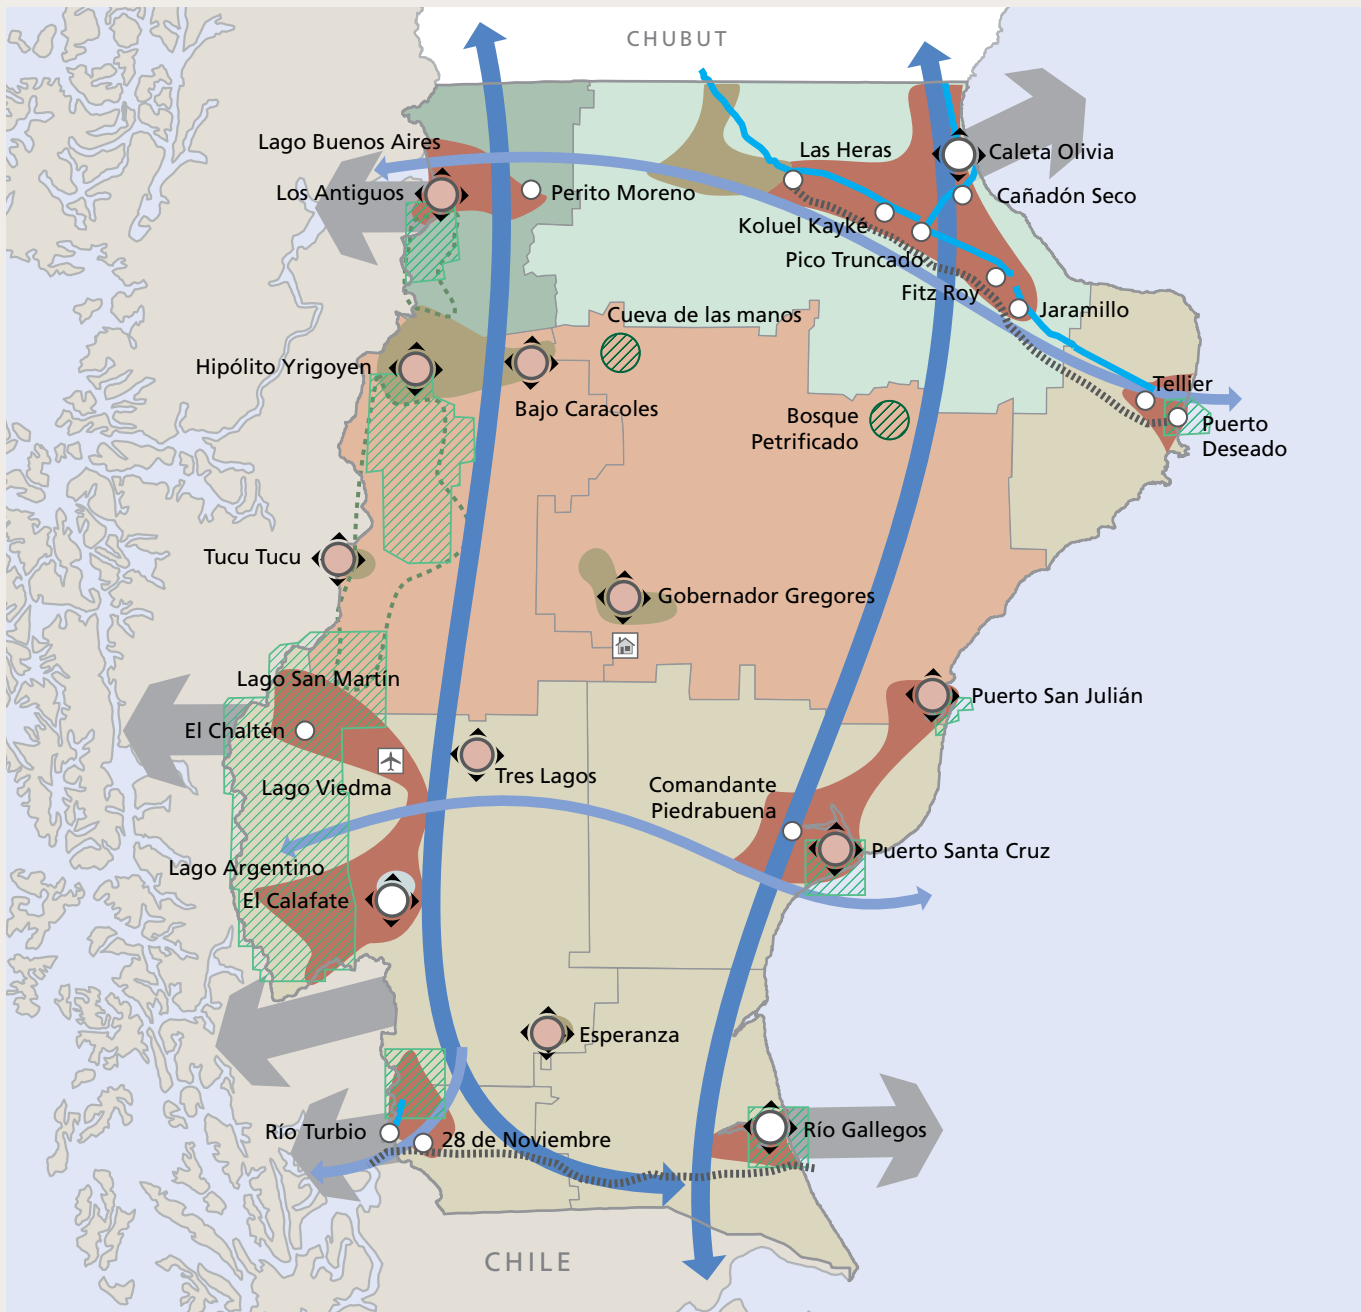 CHUBUT
Lago Buenos Aires
Las Heras
Caleta Olivia
Los Antiguos
Perito Moreno
Cañadón Seco
Koluel Kayké
Pico Truncado
Fitz Roy
Jaramillo
Cueva de las manos
Hipólito Yrigoyen
Bajo Caracoles
Tellier
Bosque
Petrificado
Puerto
Deseado
Tucu Tucu
Gobernador Gregores
Lago San Martín
Puerto San Julián
El Chaltén
Tres Lagos
Lago Viedma
Comandante
Piedrabuena
Puerto Santa Cruz
Lago Argentino
El Calafate
Esperanza
Río Turbio
28 de Noviembre
Río Gallegos
CHILE